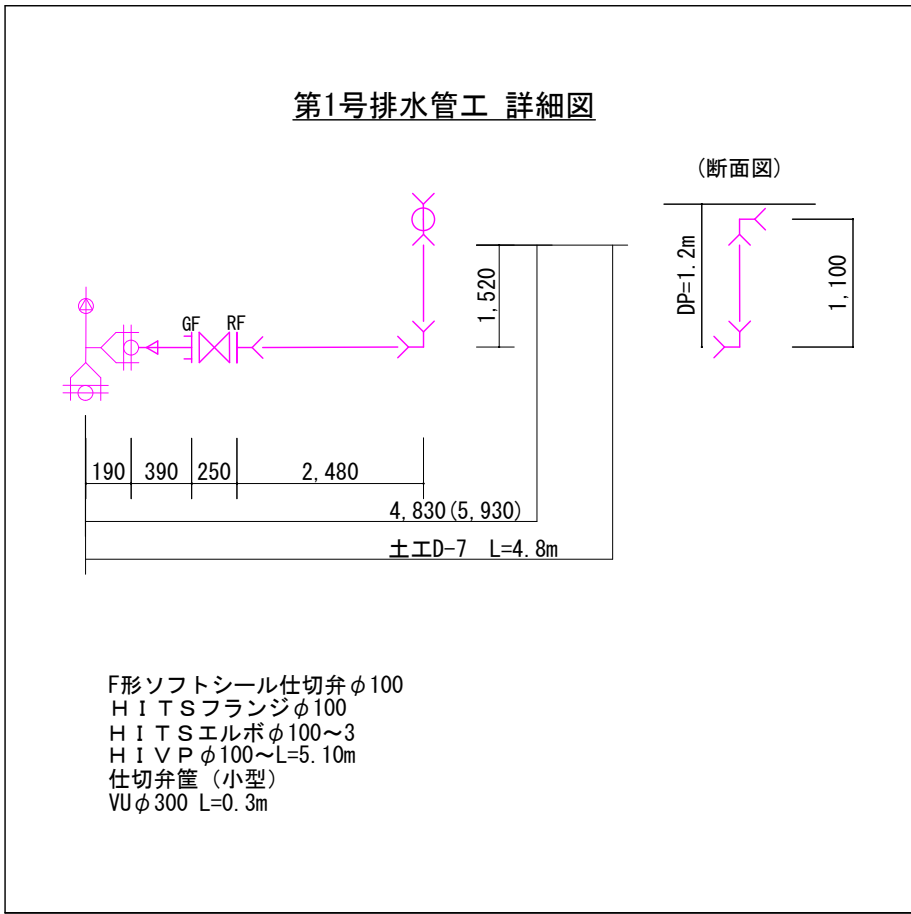 第1号排水管工 詳細図
(断面図)
GF RF
1,520
DP=1.2m
1,100
190 390 250 2,480
4,830(5,930)
土工D-7 L=4.8m
F形ソフトシール仕切弁φ100
ＨＩＴＳフランジφ100
ＨＩＴＳエルボφ100～3
ＨＩＶＰφ100～L=5.10m
仕切弁筐（小型）
VUφ300 L=0.3m